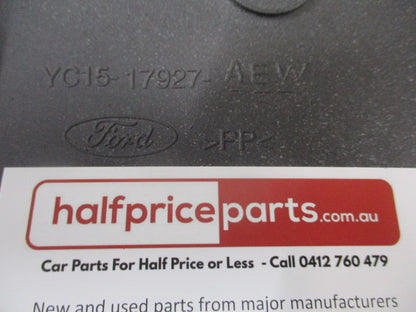 YC15-17927-AEW
Ford >PP<
halfpriceparts.com.au
Car Parts For Half Price or Less - Call 0412 760 479
New and used parts from major manufacturers